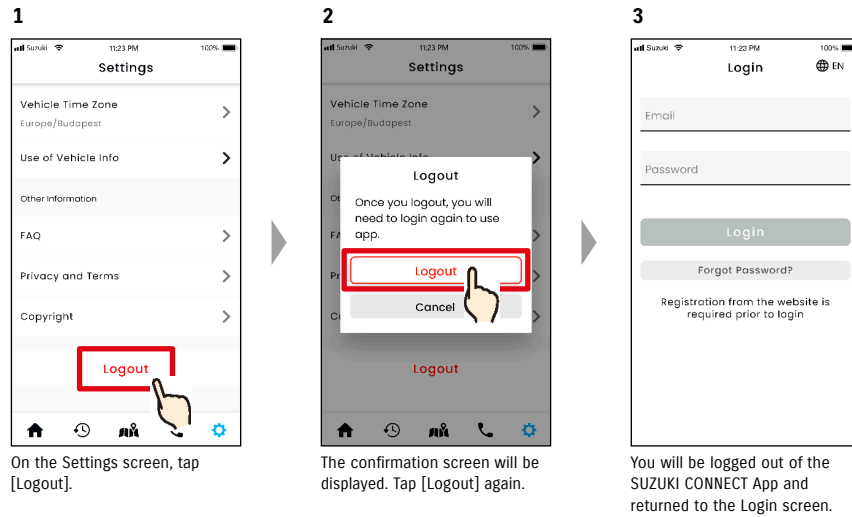 1
Suzuki 11:23 PM 100%
Settings
Vehicle Time Zone
Europe/Budapest
Use of Vehicle Info
Other Information
FAQ
Privacy and Terms
Copyright
Logout
On the Settings screen, tap
[Logout].
2
Suzuki 11:23 PM 100%
Settings
Vehicle Time Zone
Europe/Budapest
Use of Vehicle Info
Logout
Once you logout, you will
need to login again to use
app.
Logout
Cancel
Logout
The confirmation screen will be
displayed. Tap [Logout] again.
3
Suzuki 11:23 PM 100%
Login EN
Email
Password
Login
Forgot Password?
Registration from the website is
required prior to login
You will be logged out of the
SUZUKI CONNECT App and
returned to the Login screen.